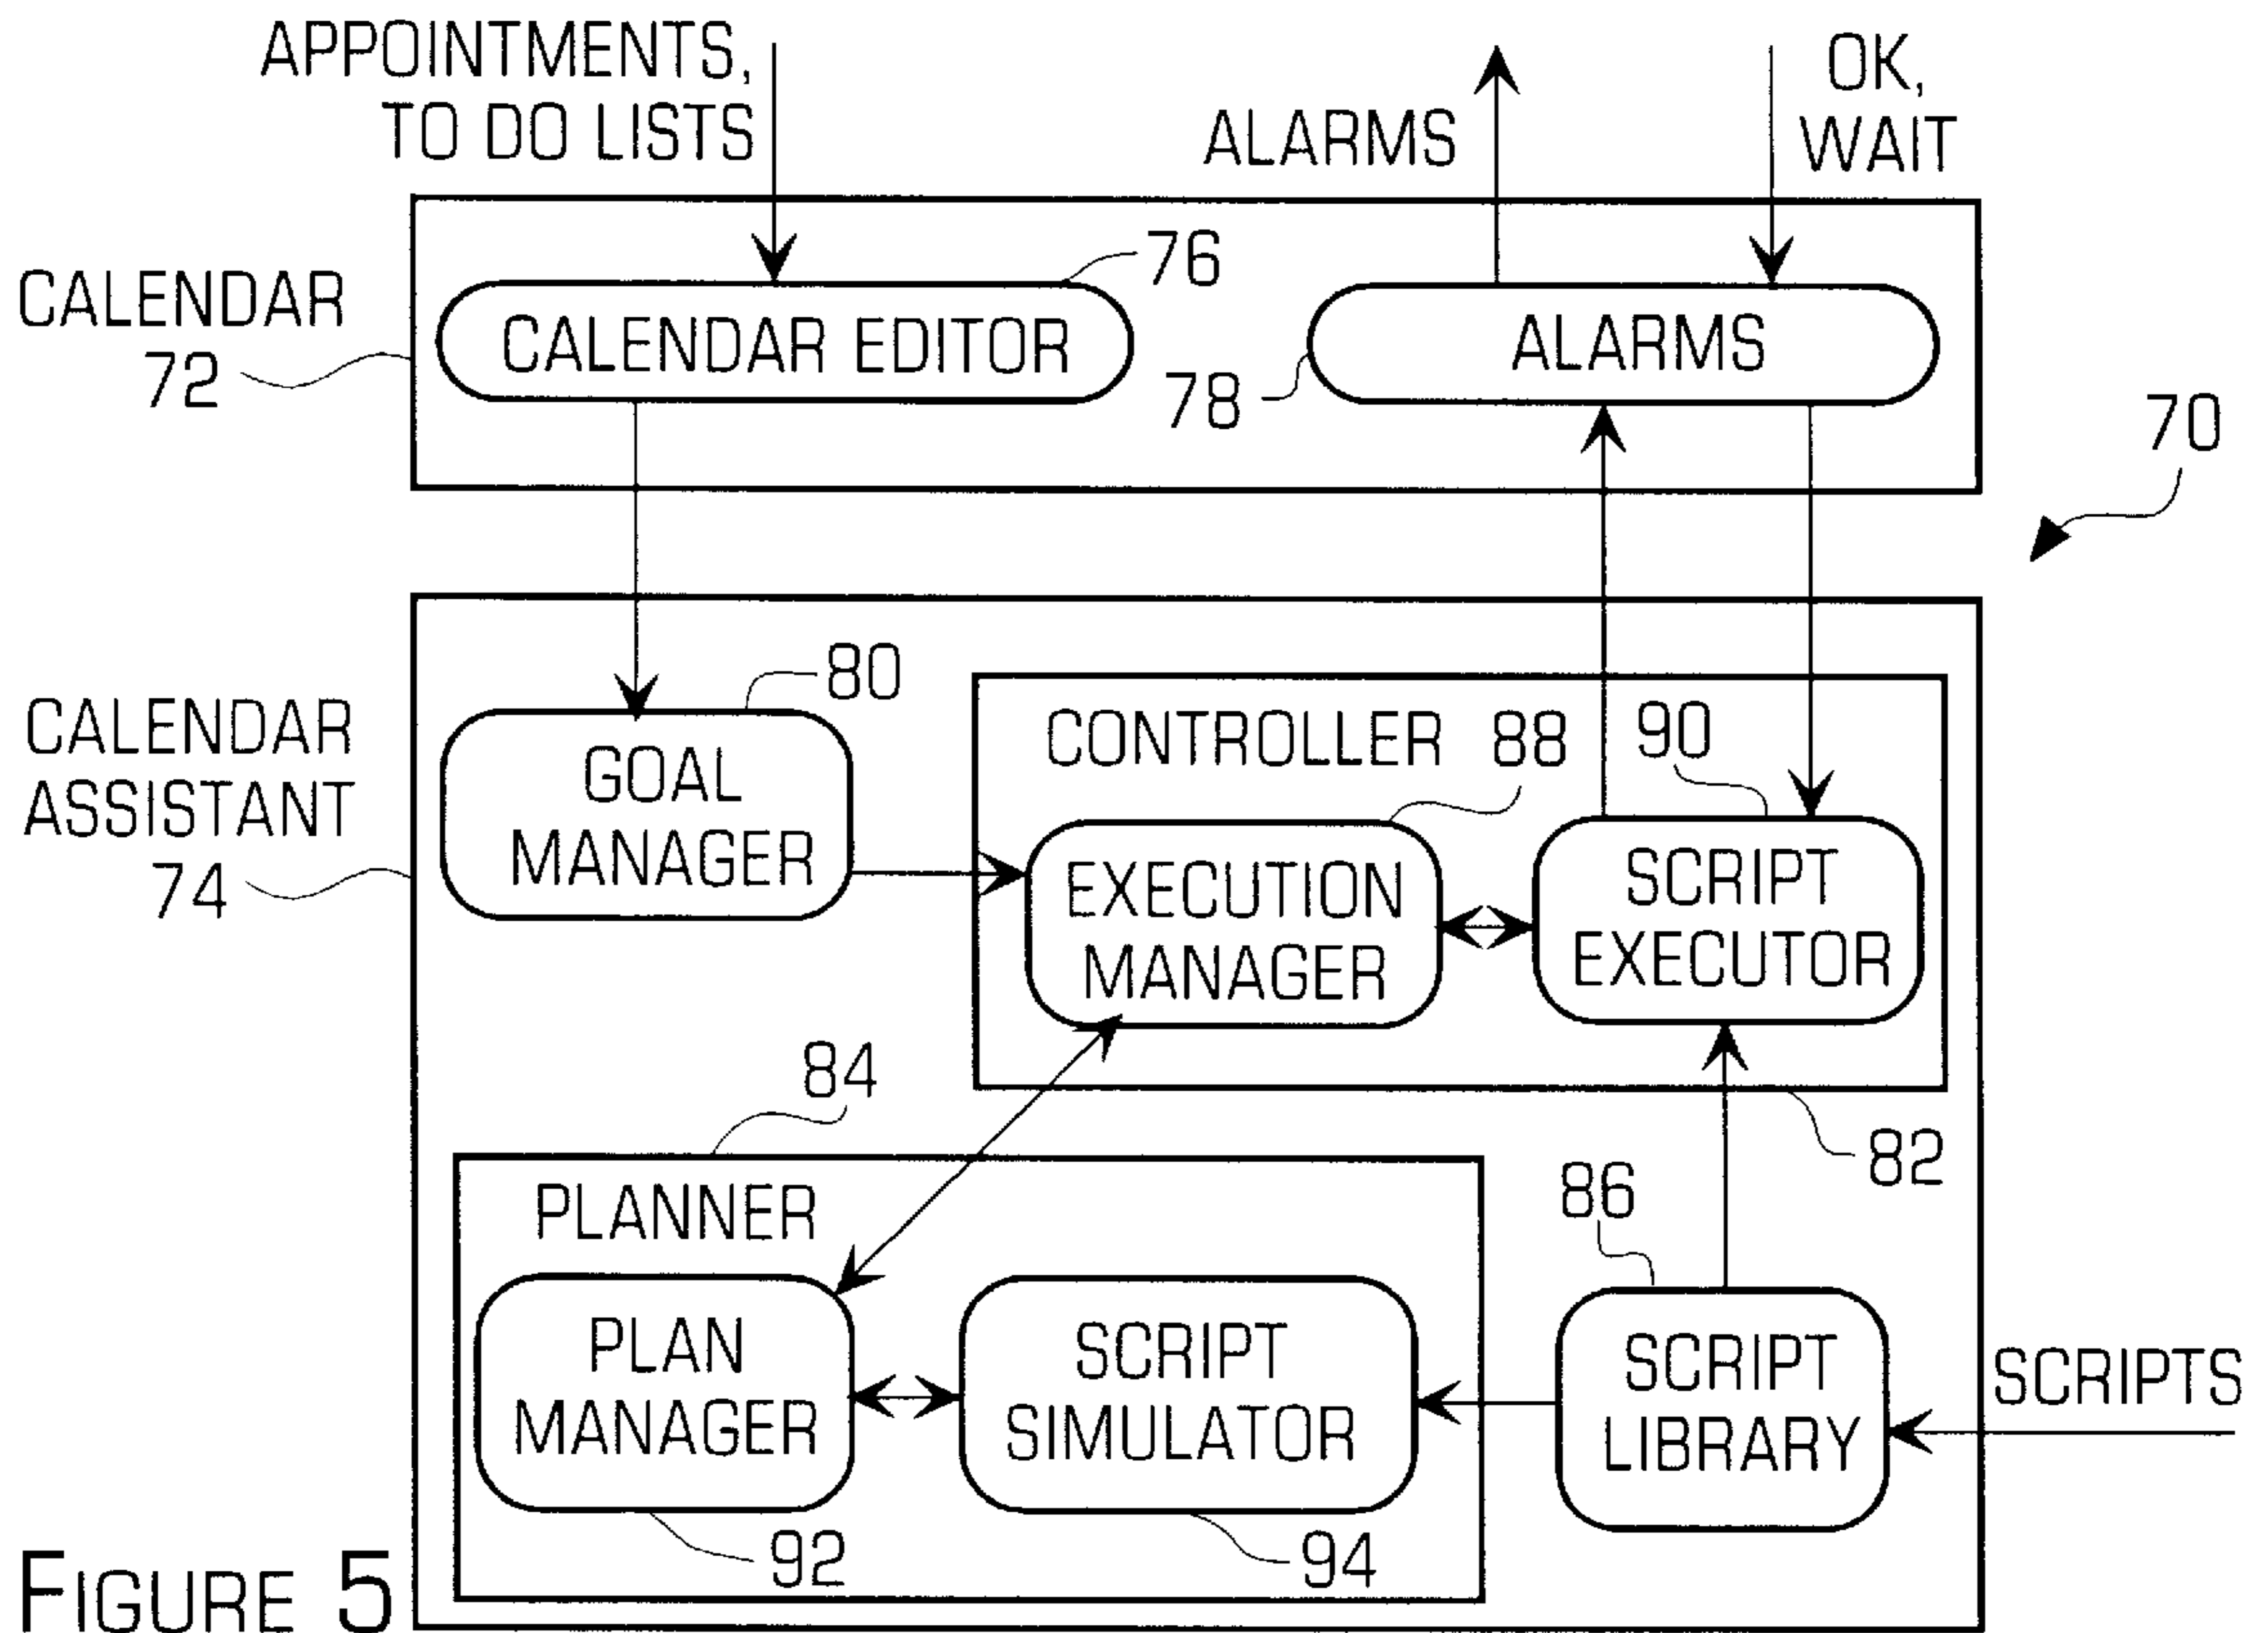 APPOINTMENTS,
TO DO LISTS
ALARMS
OK,
WAIT
CALENDAR
72
76
CALENDAR EDITOR
78
ALARMS
70
CALENDAR
ASSISTANT
74
80
GOAL
MANAGER
CONTROLLER
88
90
EXECUTION
MANAGER
SCRIPT
EXECUTOR
84
82
PLANNER
86
PLAN
MANAGER
SCRIPT
SIMULATOR
SCRIPT
LIBRARY
SCRIPTS
92
94
FIGURE 5